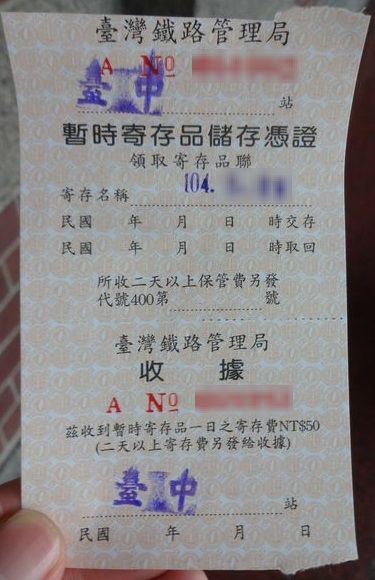 臺灣鐵路管理局
A No
臺中 站
暫時寄存品儲存憑證
領取寄存品聯
104.
寄存名稱
民國 年 月 日 時交存
民國 年 月 日 時取回
所收二天以上保管費另發
代號400第 號
臺灣鐵路管理局
收 據
A No
茲收到暫時寄存品一日之寄存費NT$50
(二天以上寄存費另發給收據)
臺中 站
民國 年 月 日